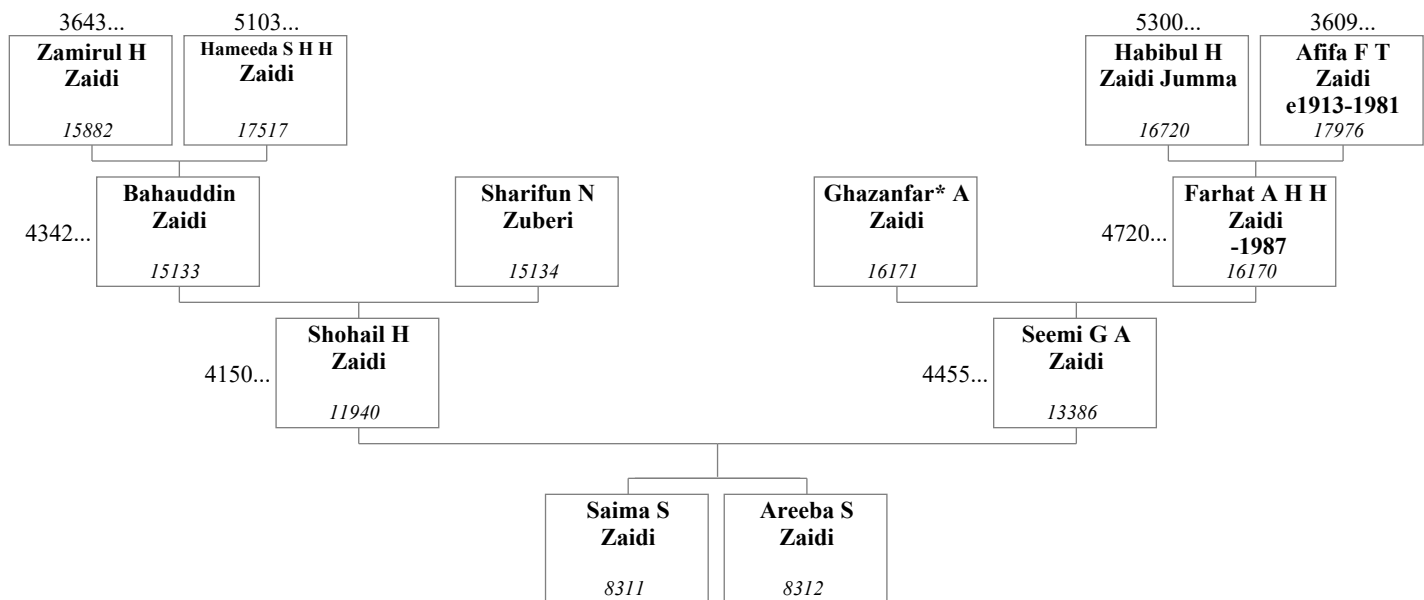 3643...
5103...
5300...
3609...
Zamirul H
Zaidi
15882
Hameeda S H H
Zaidi
17517
Habibul H
Zaidi Jumma
16720
Afifa F T
Zaidi
e1913-1981
17976
4342...
Bahauddin
Zaidi
15133
Sharifun N
Zuberi
15134
Ghazanfar* A
Zaidi
16171
4720...
Farhat A H H
Zaidi
-1987
16170
4150...
Shohail H
Zaidi
11940
4455...
Seemi G A
Zaidi
13386
Saima S
Zaidi
8311
Areeba S
Zaidi
8312